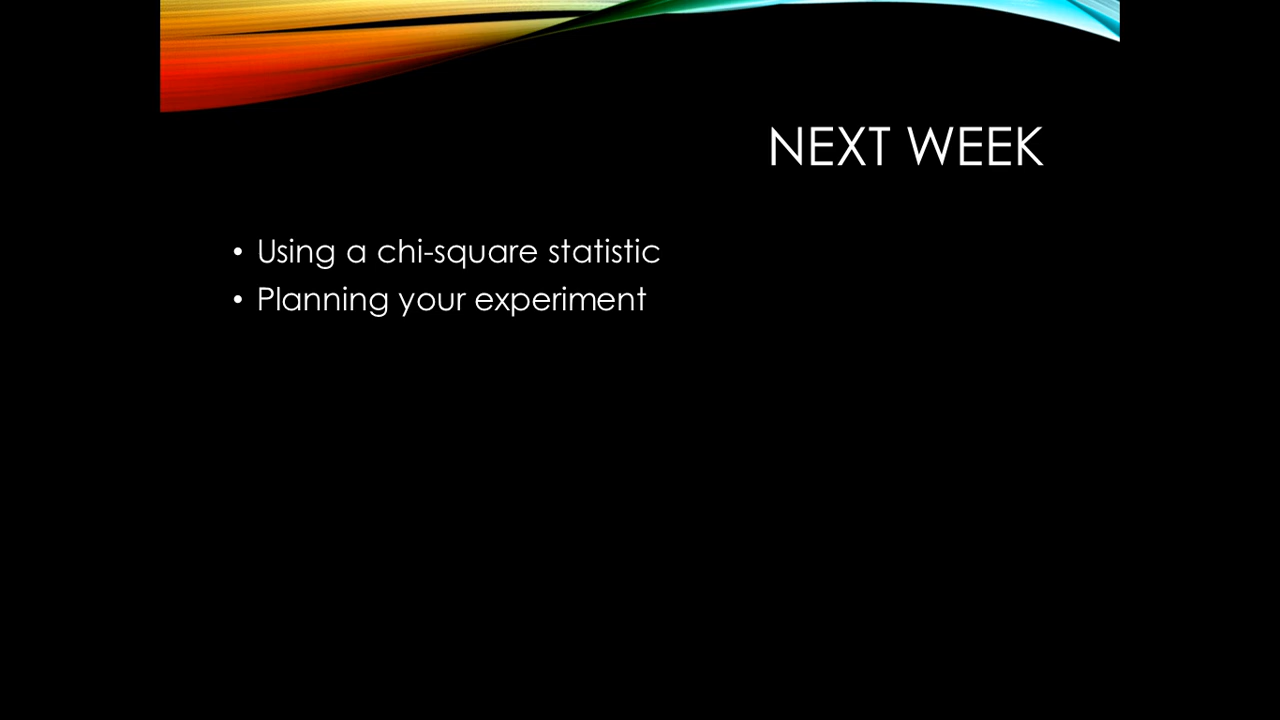 NEXT WEEK
• Using a chi-square statistic
• Planning your experiment